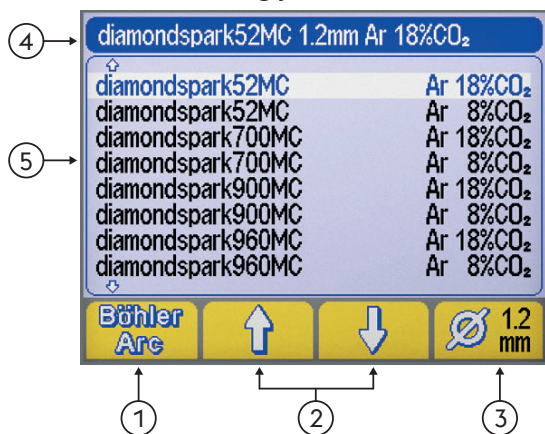 diamondspark52MC 1.2mm Ar 18%CO₂
4
diamondspark52MC Ar 18%CO₂
diamondspark52MC Ar 8%CO₂
diamondspark700MC Ar 18%CO₂
5
diamondspark700MC Ar 8%CO₂
diamondspark900MC Ar 18%CO₂
diamondspark900MC Ar 8%CO₂
diamondspark960MC Ar 18%CO₂
diamondspark960MC Ar 8%CO₂
Böhler
Arc
1.2
mm
1
2
3